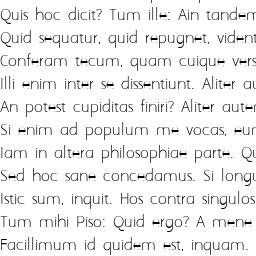 Quis hoc dicit? Tum ille: Ain tandem
Quid sequatur, quid repugnet, vident
Conferam tecum, quam cuique vers
Illi enim inter se dissentiunt. Aliter au
An potest cupiditas finiri? Aliter auten
Si enim ad populum me vocas, eum
Iam in altera philosophiae parte. Qu
Sed hoc sane concedamus. Si longu
Istic sum, inquit. Hos contra singulos
Tum mihi Piso: Quid ergo? A mene
Facillimum id quidem est, inquam.